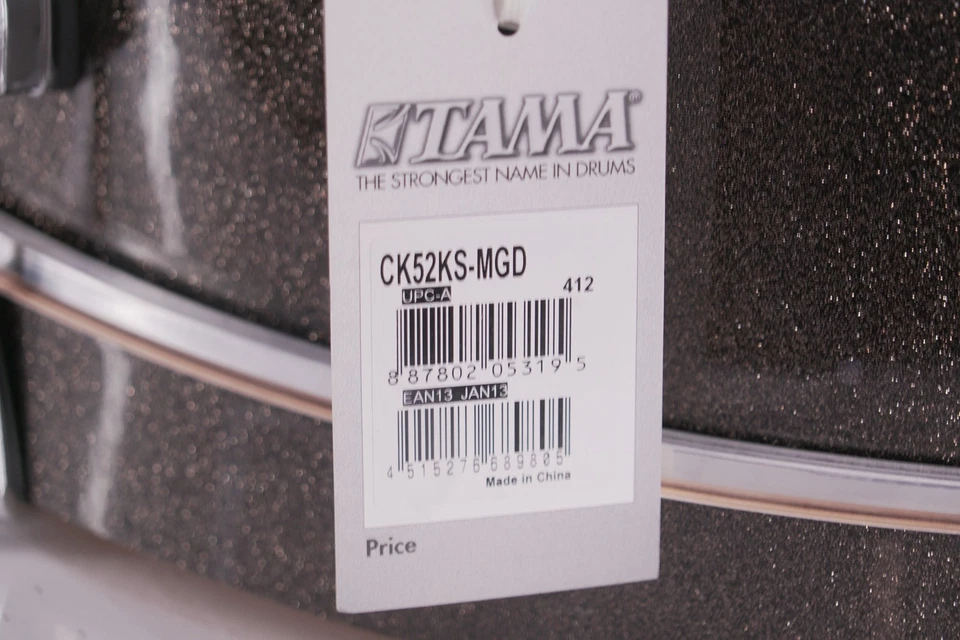 TAMA®
THE STRONGEST NAME IN DRUMS
CK52KS-MGD
UPC-A 412
8 87802 05319 5
EAN13 JAN13
4 515276 689805
Made in China
Price